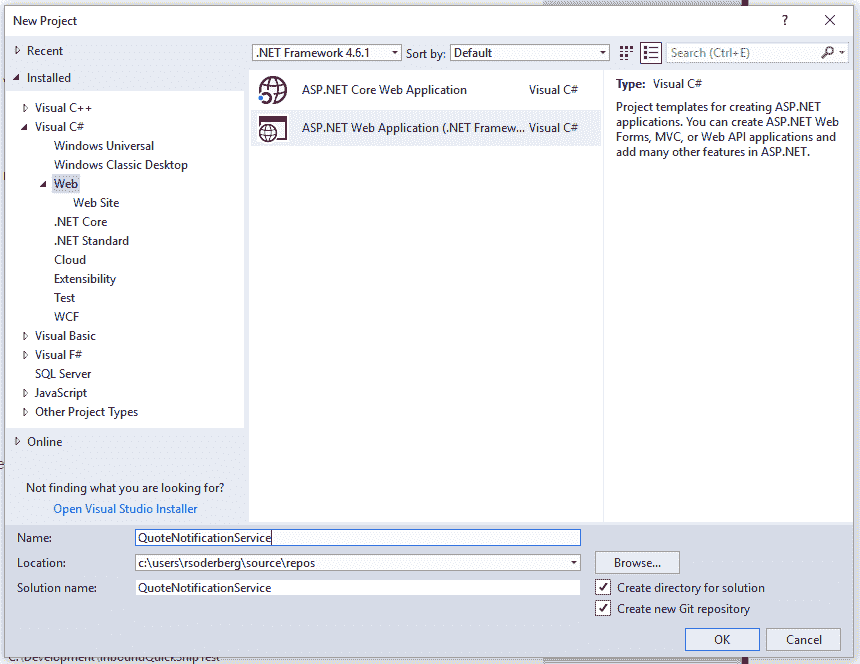 New Project
?
Recent
.NET Framework 4.6.1
Sort by:
Default
Search (Ctrl+E)
Installed
Visual C++
Visual C#
Windows Universal
Windows Classic Desktop
Web
Web Site
.NET Core
.NET Standard
Cloud
Extensibility
Test
WCF
Visual Basic
Visual F#
SQL Server
JavaScript
Other Project Types
Online
Not finding what you are looking for?
Open Visual Studio Installer
ASP.NET Core Web Application Visual C#
ASP.NET Web Application (.NET Framew... Visual C#
Type: Visual C#
Project templates for creating ASP.NET
applications. You can create ASP.NET Web
Forms, MVC, or Web API applications and
add many other features in ASP.NET.
Name: QuoteNotificationService
Location: c:\users\rsoderberg\source\repos
Browse...
Solution name: QuoteNotificationService
Create directory for solution
Create new Git repository
OK
Cancel
C:\Development\InboundQuickShipTest